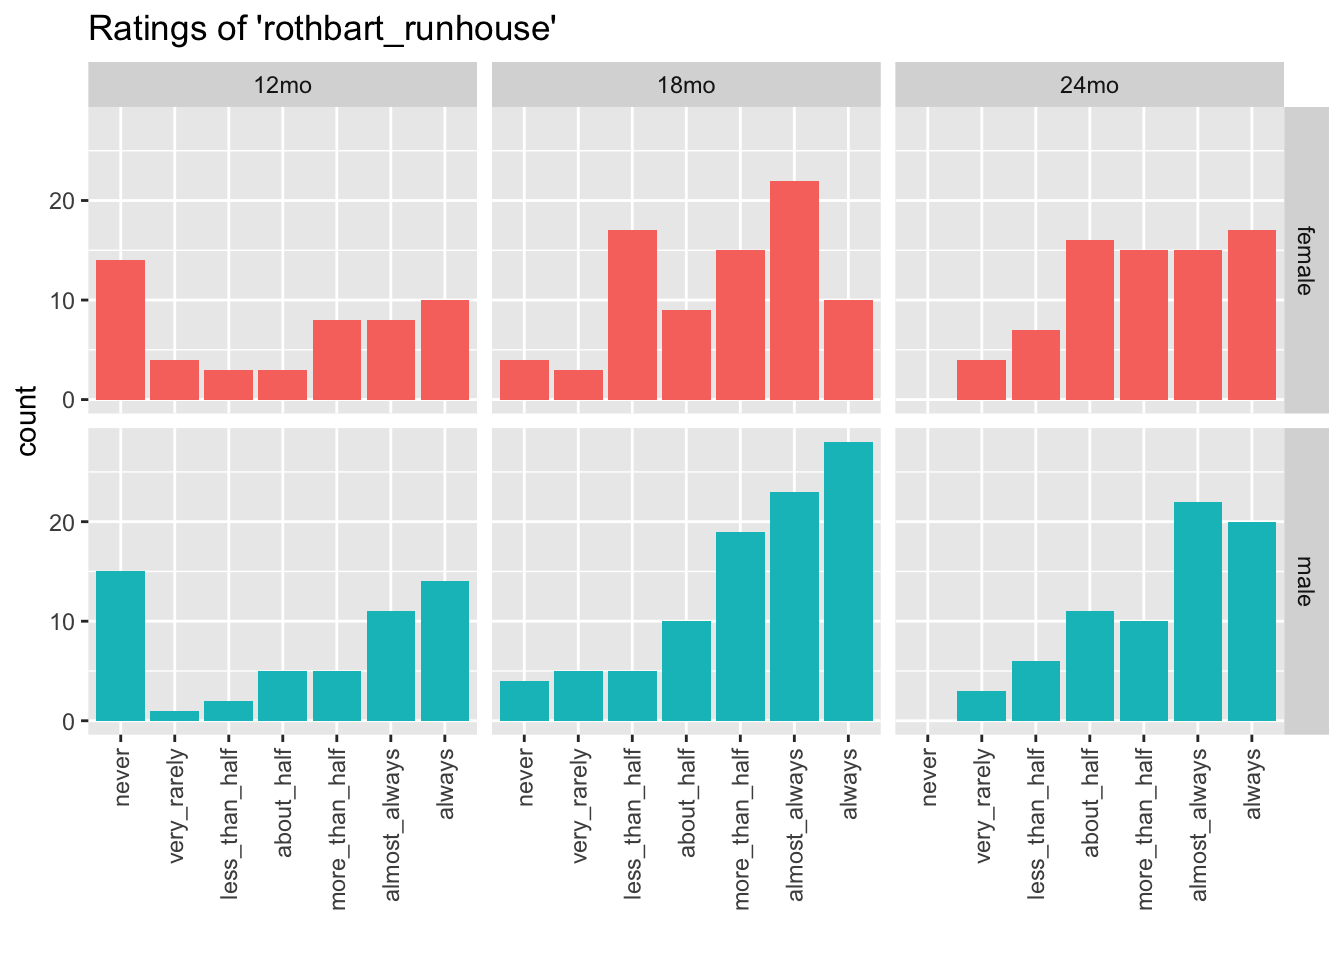 Ratings of 'rothbart_runhouse'
12mo
18mo
24mo
count
20
10
0
female
20
10
0
male
never
very_rarely
less_than_half
about_half
more_than_half
almost_always
always
never
very_rarely
less_than_half
about_half
more_than_half
almost_always
always
never
very_rarely
less_than_half
about_half
more_than_half
almost_always
always